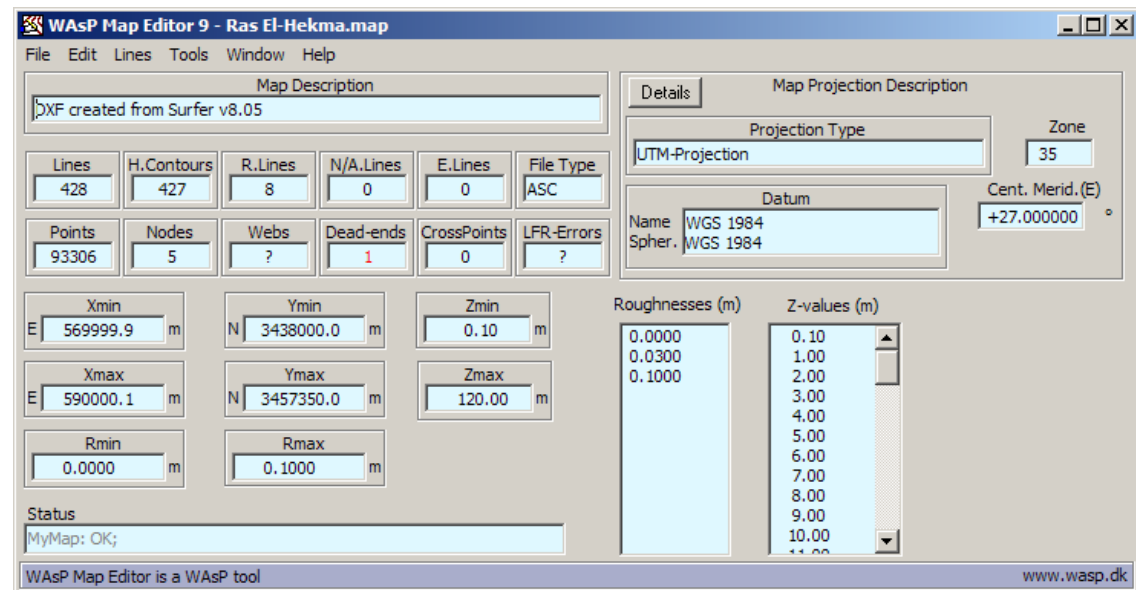 WAsP Map Editor 9 - Ras El-Hekma.map
File Edit Lines Tools Window Help
Map Description
DXF created from Surfer v8.05
Details
Map Projection Description
Projection Type
UTM-Projection
Zone
35
Datum
Name WGS 1984
Spher. WGS 1984
Cent. Merid.(E)
+27.000000 °
Lines H.Contours R.Lines N/A.Lines E.Lines File Type
428 427 8 0 0 ASC
Points Nodes Webs Dead-ends CrossPoints LFR-Errors
93306 5 ? 1 0 ?
Xmin Ymin Zmin
E 569999.9 m N 3438000.0 m 0.10 m
Xmax Ymax Zmax
E 590000.1 m N 3457350.0 m 120.00 m
Rmin Rmax
0.0000 m 0.1000 m
Roughnesses (m)
0.0000
0.0300
0.1000
Z-values (m)
0.10
1.00
2.00
3.00
4.00
5.00
6.00
7.00
8.00
9.00
10.00
11.00
Status
MyMap: OK;
WAsP Map Editor is a WAsP tool www.wasp.dk